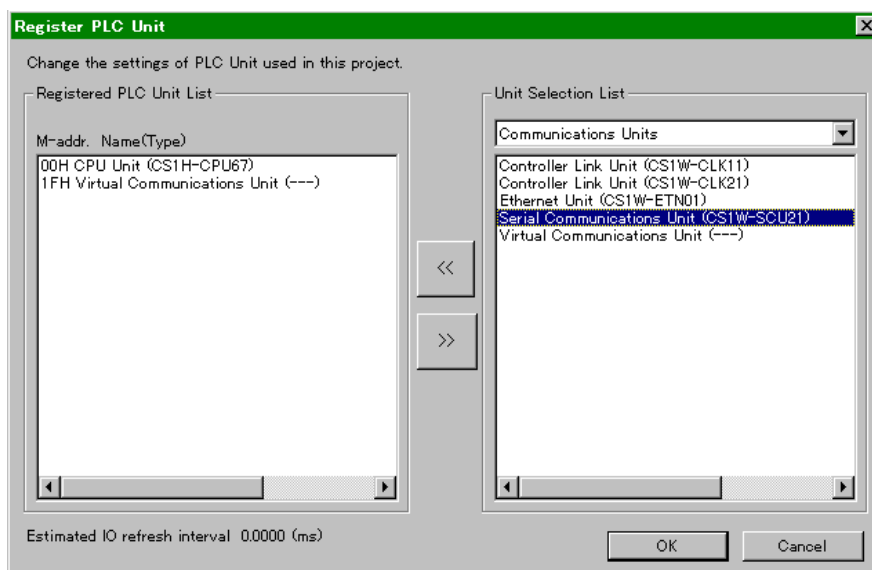 Register PLC Unit
Change the settings of PLC Unit used in this project.
Registered PLC Unit List
M-addr. Name(Type)
00H CPU Unit (CS1H-CPU67)
1FH Virtual Communications Unit (---)
<<
>>
Unit Selection List
Communications Units
Controller Link Unit (CS1W-CLK11)
Controller Link Unit (CS1W-CLK21)
Ethernet Unit (CS1W-ETN01)
Serial Communications Unit (CS1W-SCU21)
Virtual Communications Unit (---)
Estimated IO refresh interval 0.0000 (ms)
OK
Cancel